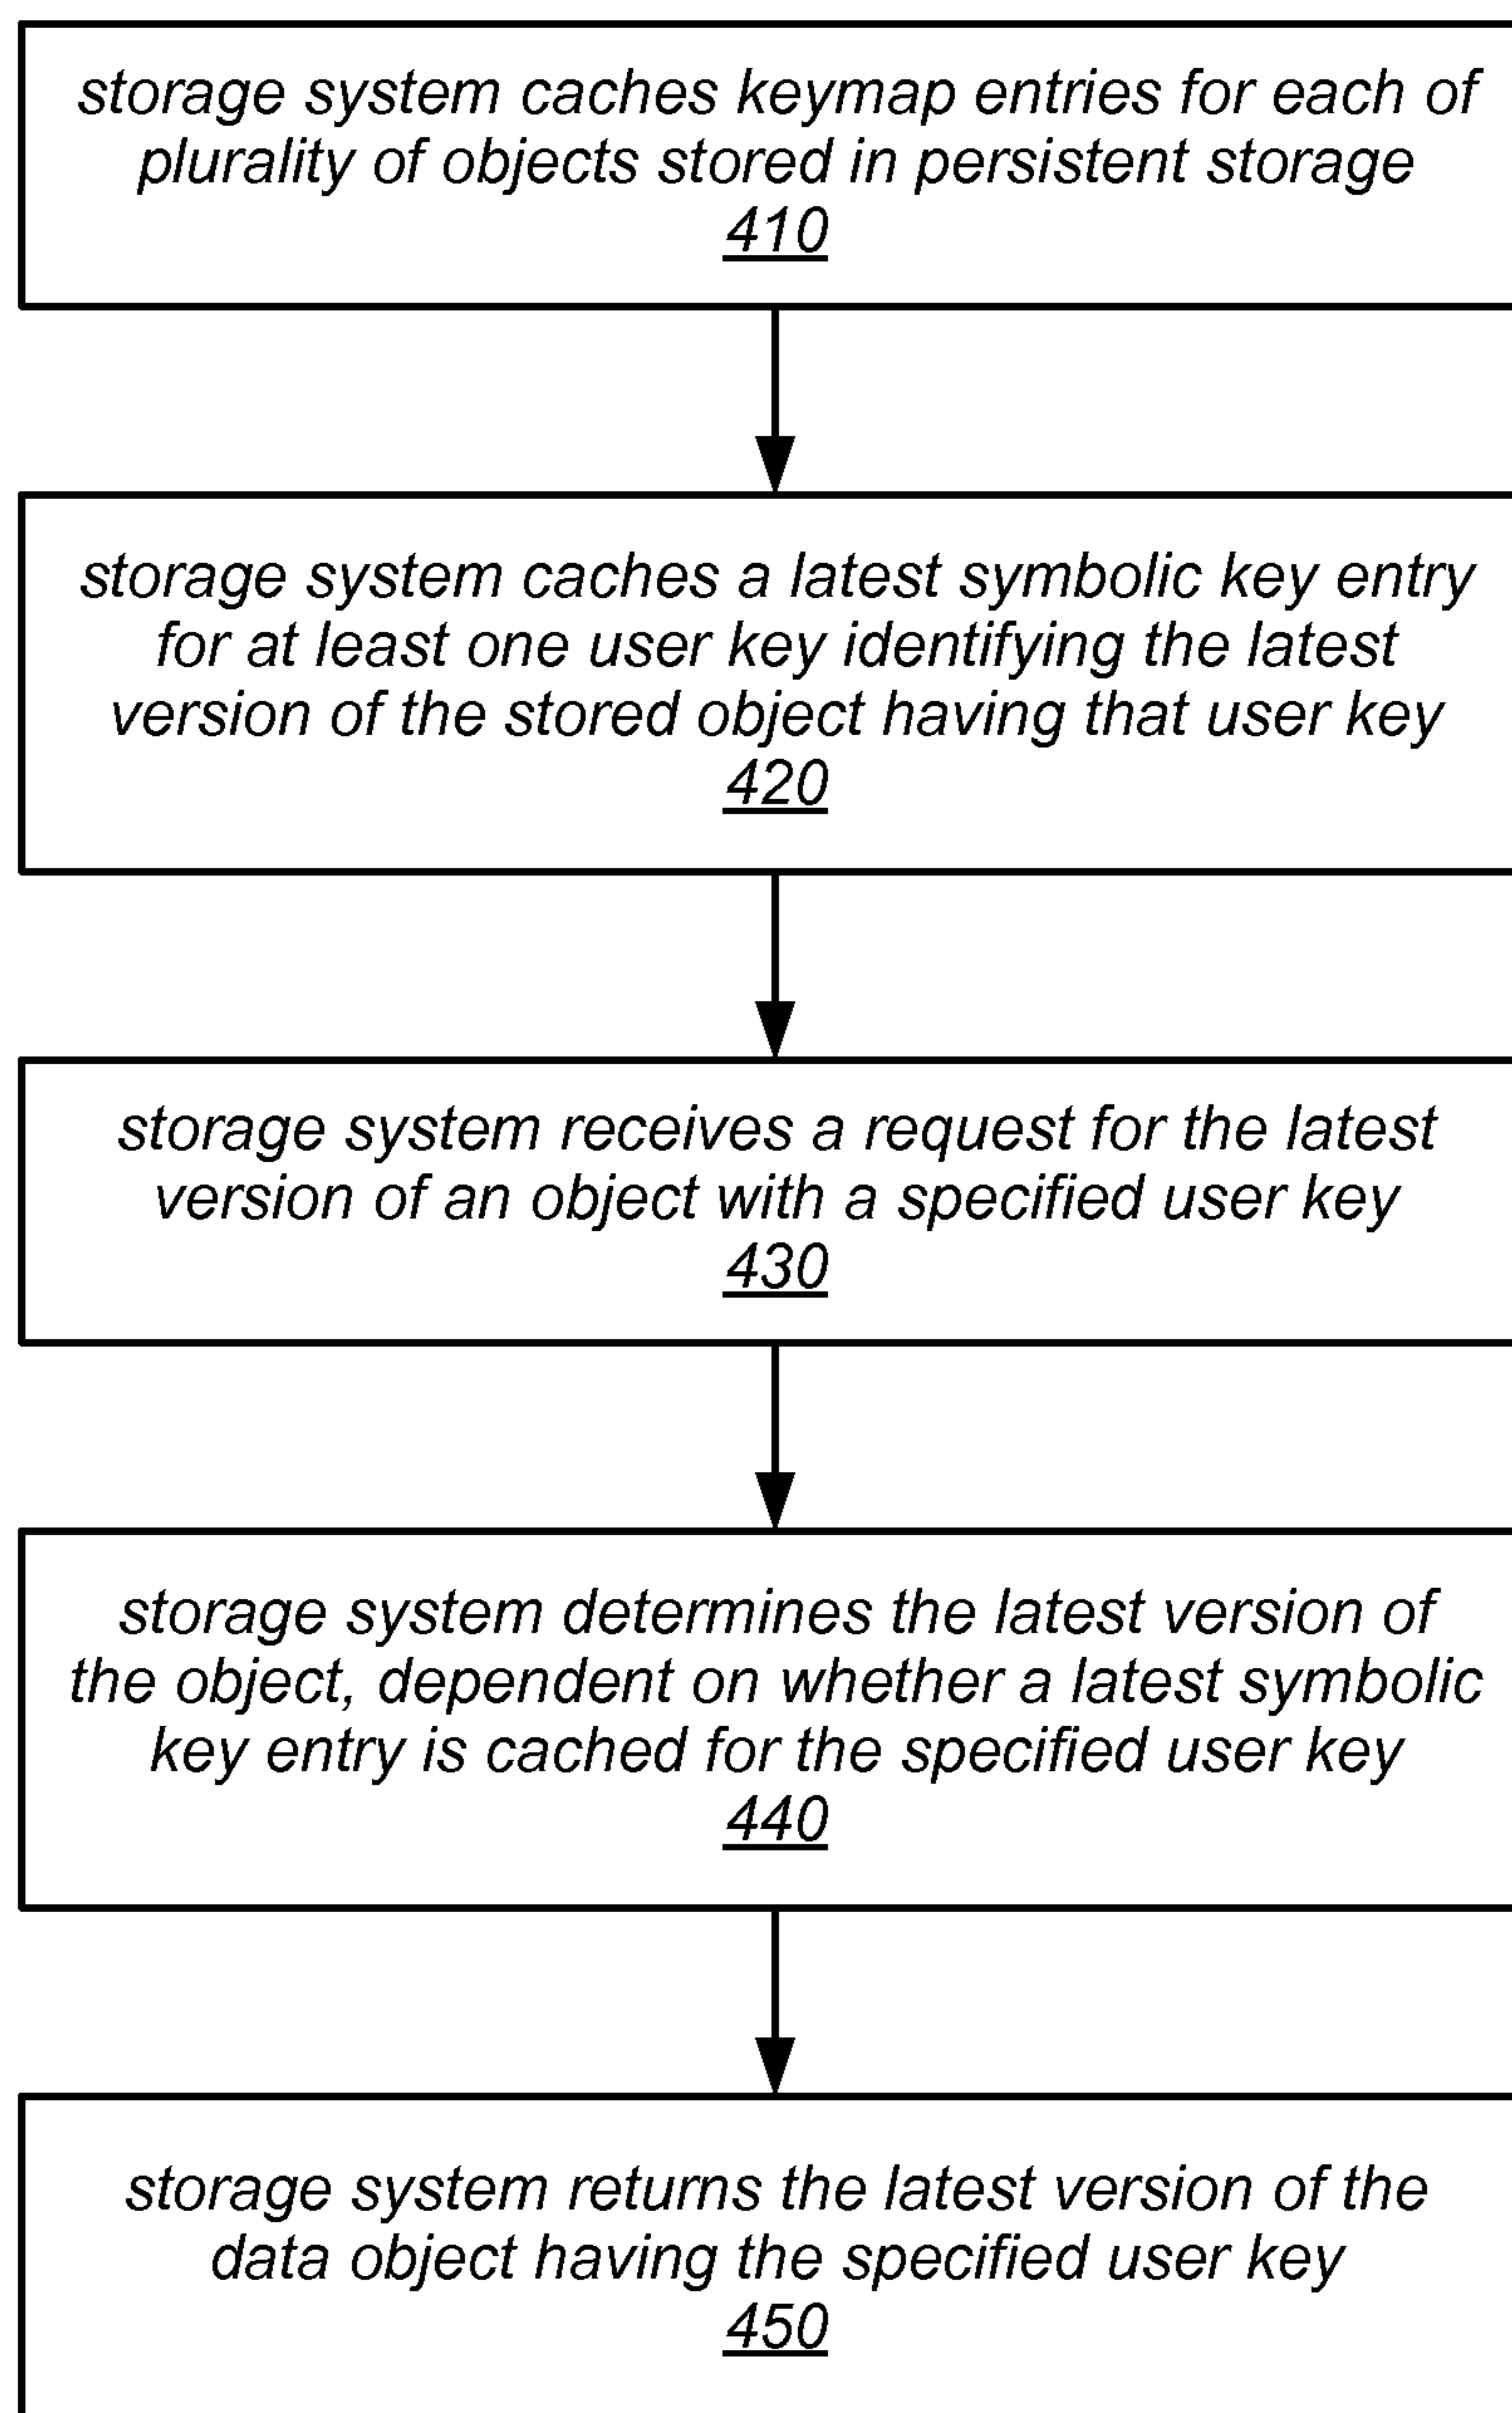 storage system caches keymap entries for each of
plurality of objects stored in persistent storage
410
storage system caches a latest symbolic key entry
for at least one user key identifying the latest
version of the stored object having that user key
420
storage system receives a request for the latest
version of an object with a specified user key
430
storage system determines the latest version of
the object, dependent on whether a latest symbolic
key entry is cached for the specified user key
440
storage system returns the latest version of the
data object having the specified user key
450